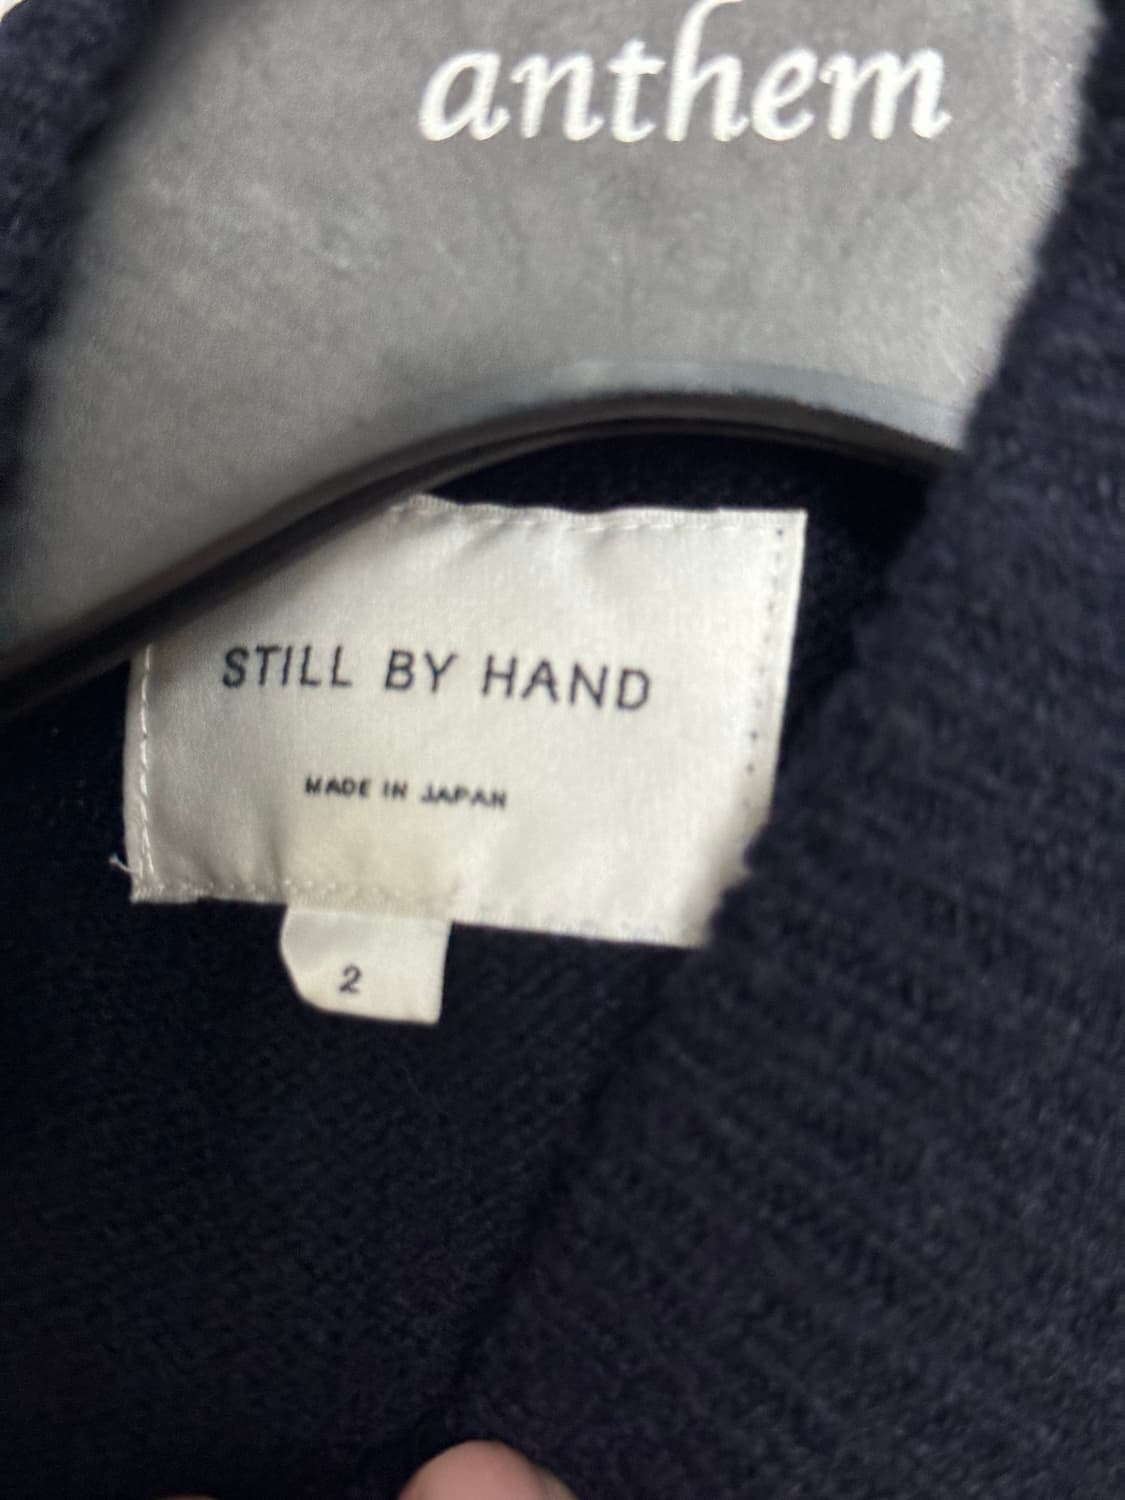 anthem
STILL BY HAND
MADE IN JAPAN
2